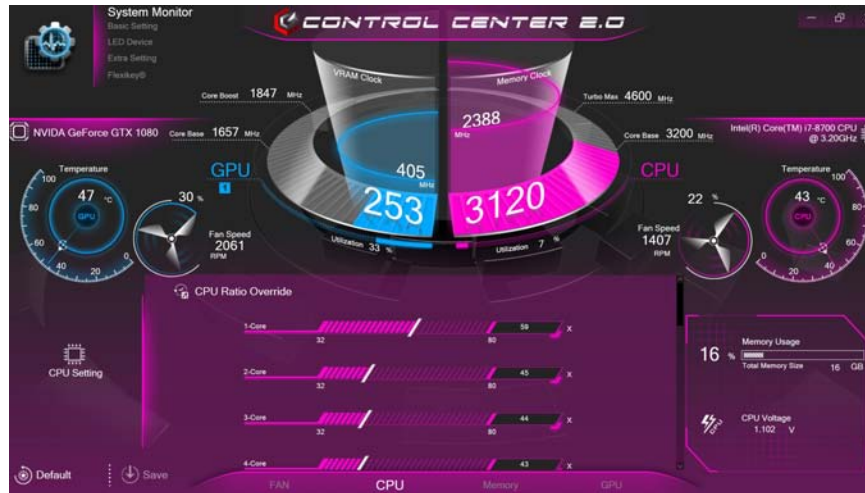 System Monitor
Basic Setting
LED Device
Extra Setting
Flexikey®
CONTROL CENTER 2.0
VRAM Clock
Memory Clock
Core Boost 1847 MHz
Turbo Max 4600 MHz
2388
MHz
NVIDA GeForce GTX 1080
Core Base 1657 MHz
Core Base 3200 MHz
Intel(R) Core(TM) i7-8700 CPU
@ 3.20GHz
GPU
405
MHz
CPU
Temperature
47 °C
GPU
100
80
60
40
20
0
30 %
Fan Speed
2061
RPM
253
3120
Utilization 33 %
Utilization 7 %
22 %
Fan Speed
1407
RPM
Temperature
43 °C
CPU
100
80
60
40
20
0
CPU Ratio Override
1-Core 59 X
32 80
2-Core 45 X
32 80
3-Core 44 X
32 80
4-Core 43 X
CPU Setting
16 %
Memory Usage
Total Memory Size 16 GB
CPU
CPU Voltage
1.102 V
Default
Save
FAN
CPU
Memory
GPU